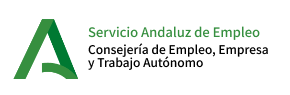 Servicio Andaluz de Empleo
Consejería de Empleo, Empresa
y Trabajo Autónomo